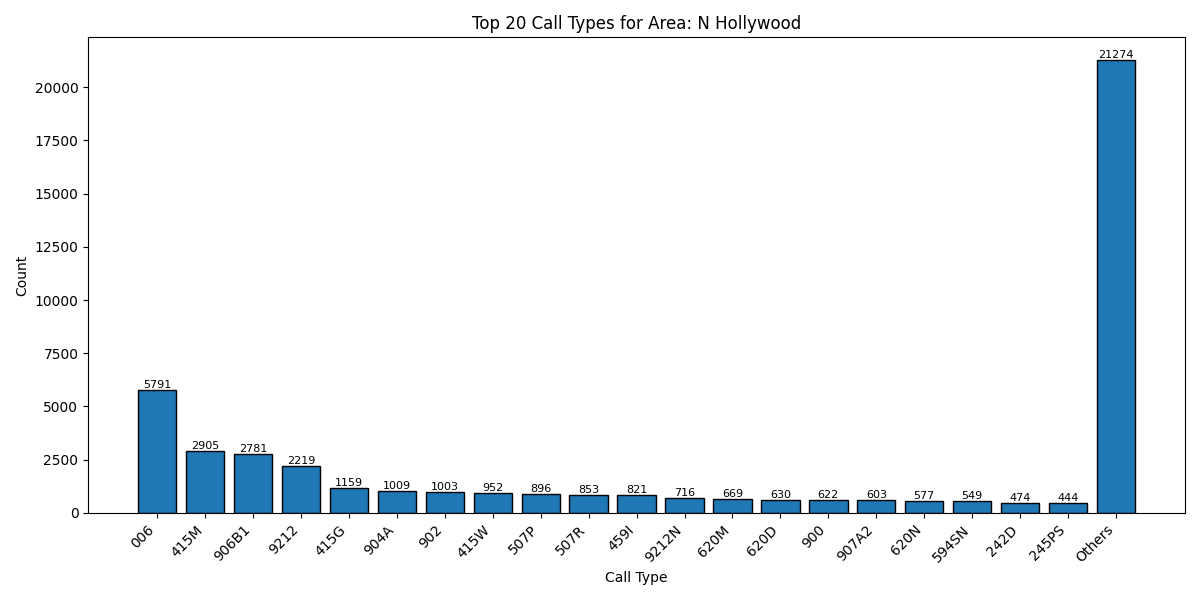 Top 20 Call Types for Area: N Hollywood
Count
20000
17500
15000
12500
10000
7500
5000
2500
0
5791
2905
2781
2219
1159
1009
1003
952
896
853
821
716
669
630
622
603
577
549
474
444
21274
006
415M
906B1
9212
415G
904A
902
415W
507P
507R
459I
9212N
620M
620D
900
907A2
620N
594SN
242D
245PS
Others
Call Type